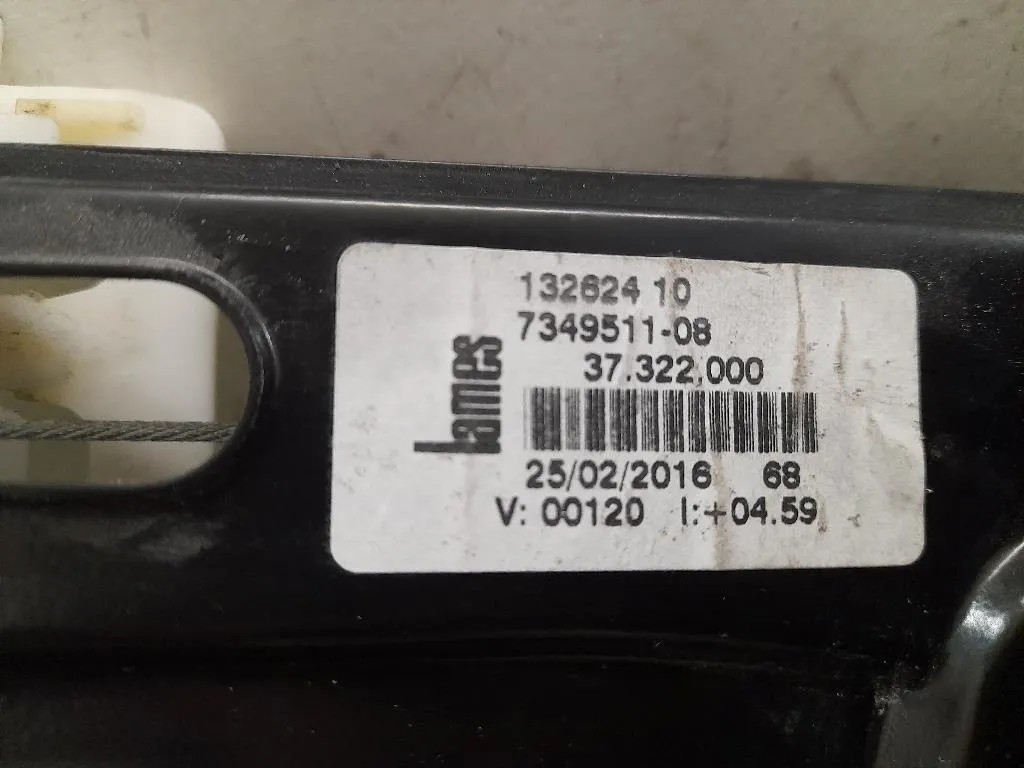 132624 10
7349511-08
37.322.000
Lames
25/02/2016 68
V: 00120 I:+04.59